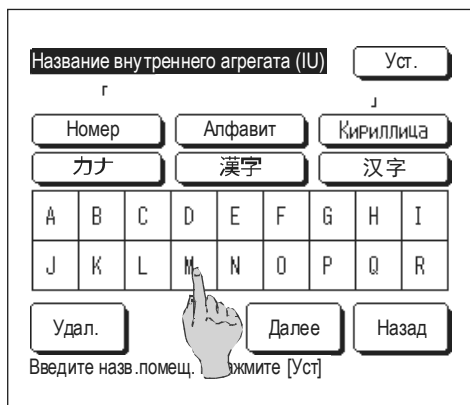 Название внутреннего агрегата (IU) Уст.
Номер Алфавит Кириллица
カナ 漢字 汉字
A B C D E F G H I
J K L M N O P Q R
Удал. Далее Назад
Введите назв.помещ. ажмите [Уст]